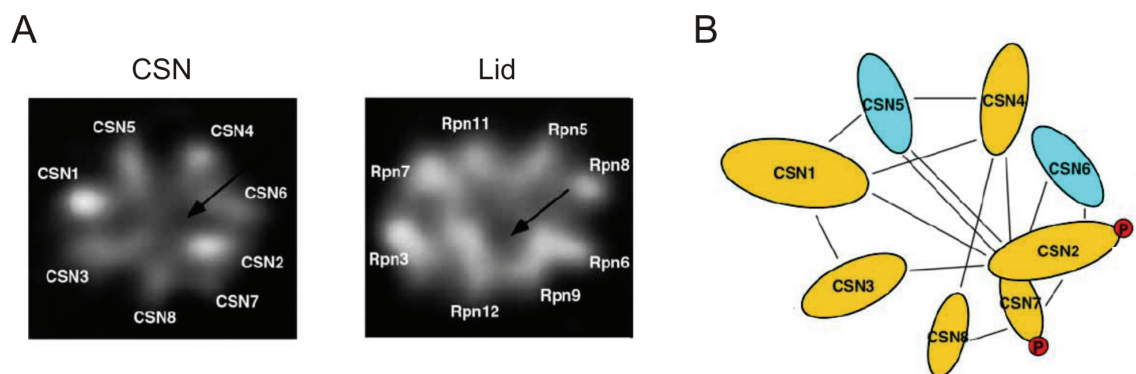 A
B
CSN
Lid
CSN5
CSN4
CSN1
CSN6
CSN3
CSN2
CSN7
CSN8
Rpn11
Rpn5
Rpn7
Rpn8
Rpn3
Rpn6
Rpn9
Rpn12
CSN5
CSN4
CSN1
CSN6
CSN2
P
CSN3
CSN7
CSN8
P